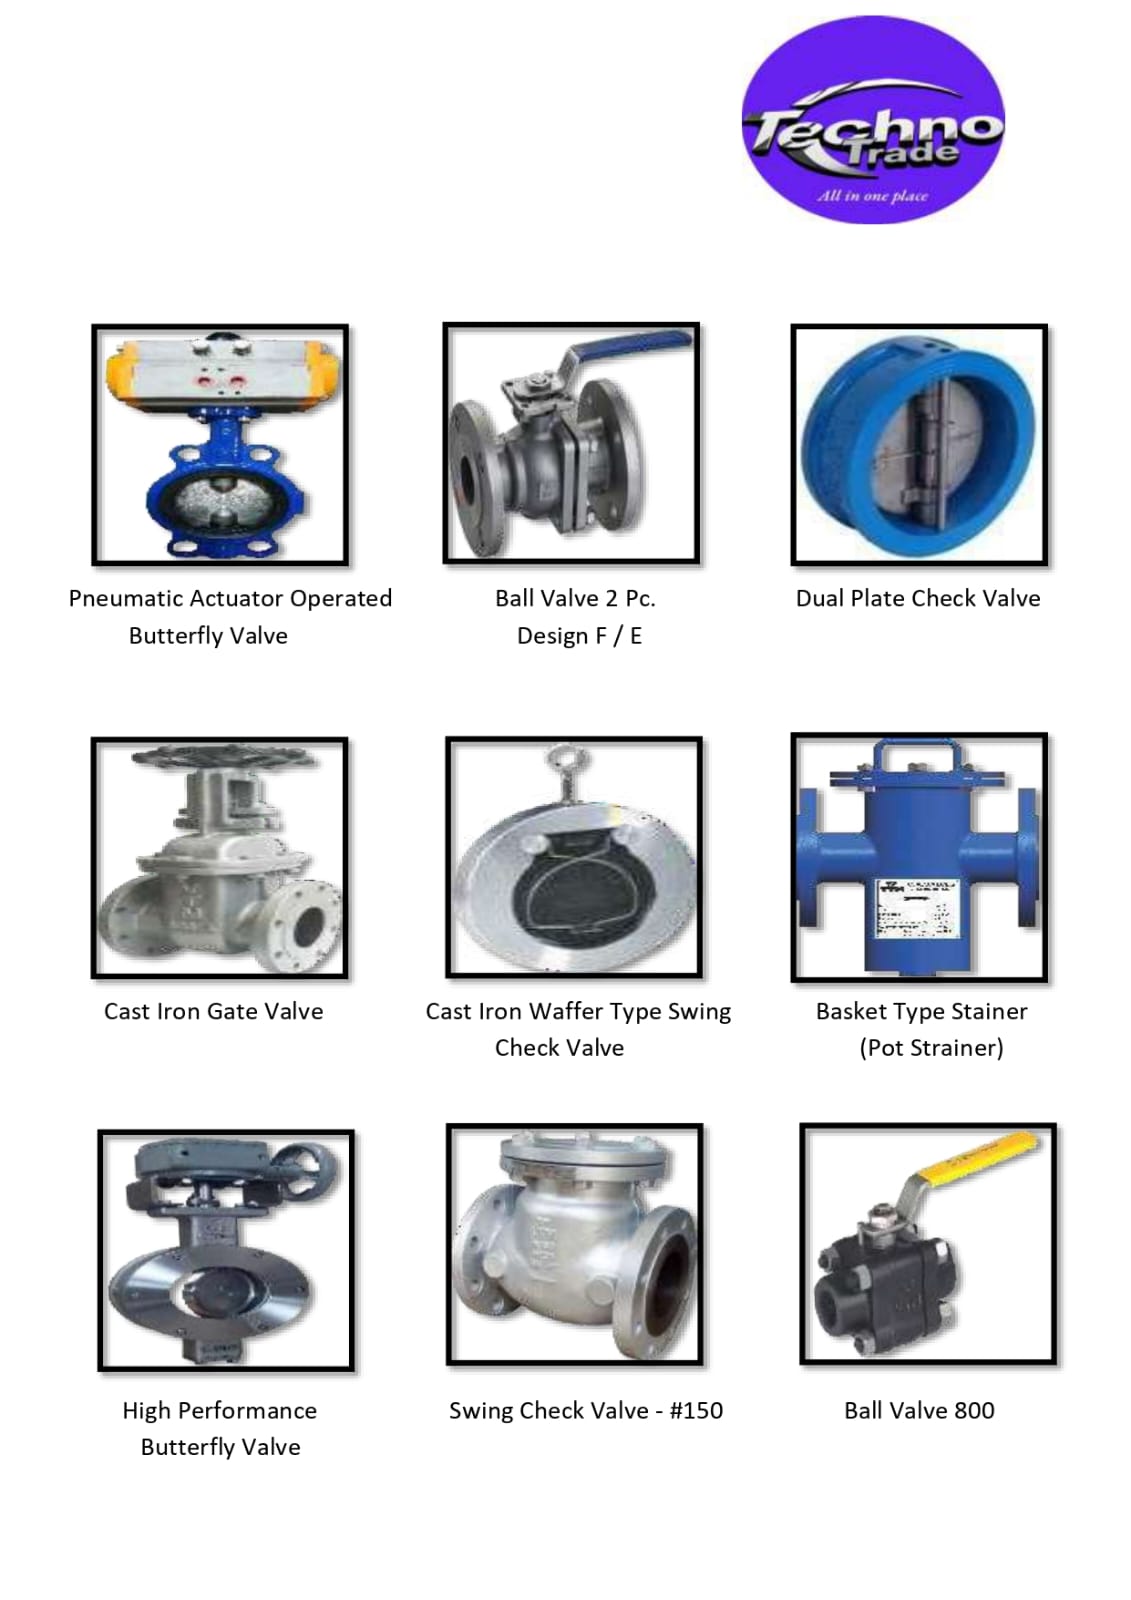 Techno
Trade
All in one place
Pneumatic Actuator Operated
Butterfly Valve
Ball Valve 2 Pc.
Design F / E
Dual Plate Check Valve
Cast Iron Gate Valve
Cast Iron Waffer Type Swing
Check Valve
Basket Type Stainer
(Pot Strainer)
High Performance
Butterfly Valve
Swing Check Valve - #150
Ball Valve 800